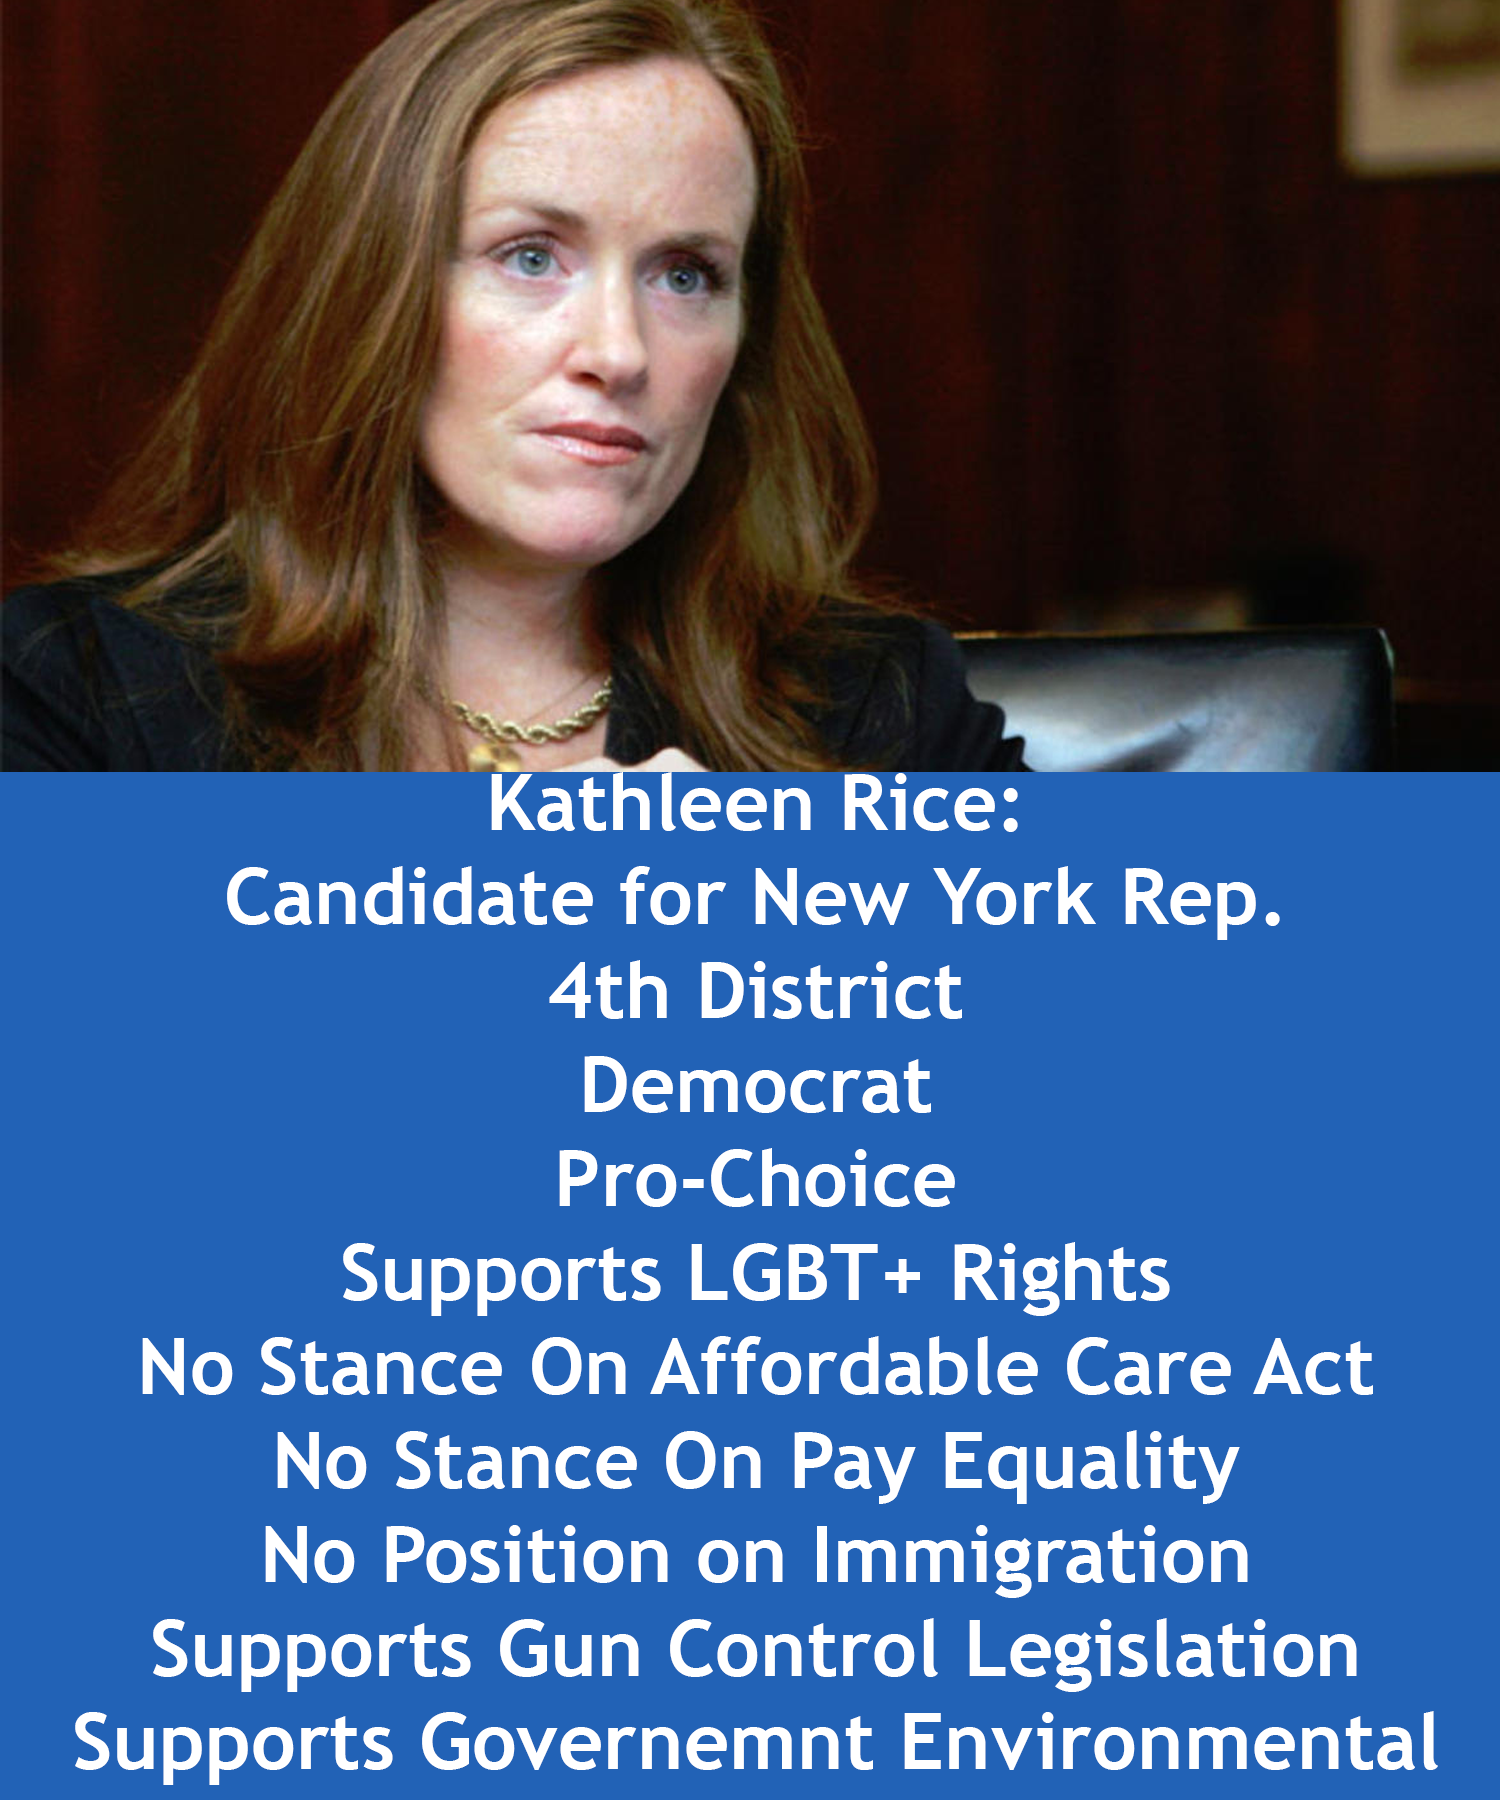 Kathleen Rice:
Candidate for New York Rep.
4th District
Democrat
Pro-Choice
Supports LGBT+ Rights
No Stance On Affordable Care Act
No Stance On Pay Equality
No Position on Immigration
Supports Gun Control Legislation
Supports Governemnt Environmental